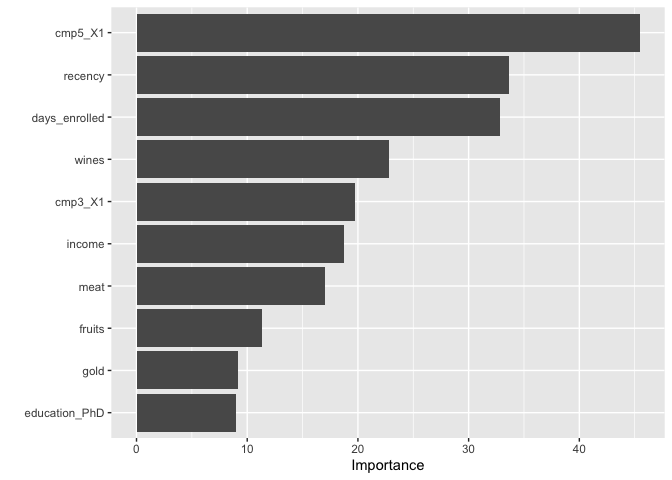 cmp5_X1
recency
days_enrolled
wines
cmp3_X1
income
meat
fruits
gold
education_PhD
0 10 20 30 40
Importance